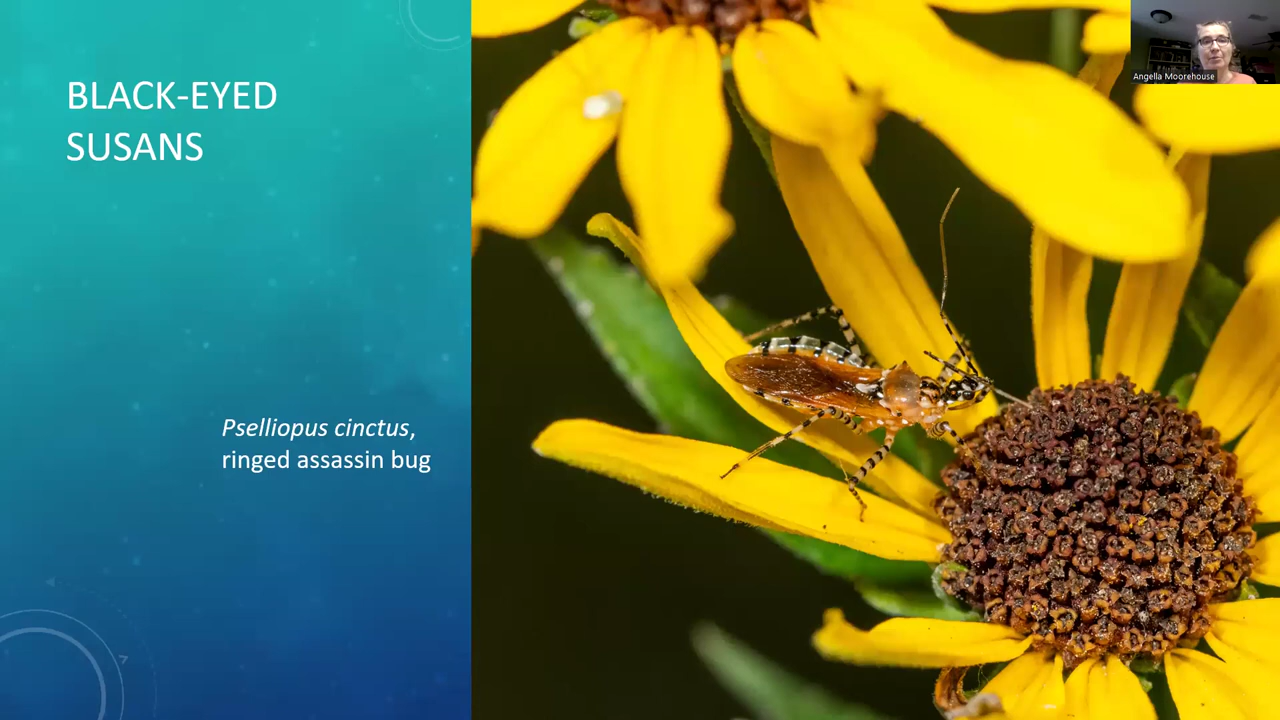 BLACK-EYED
SUSANS
Pselliopus cinctus,
ringed assassin bug
Angella Moorehouse